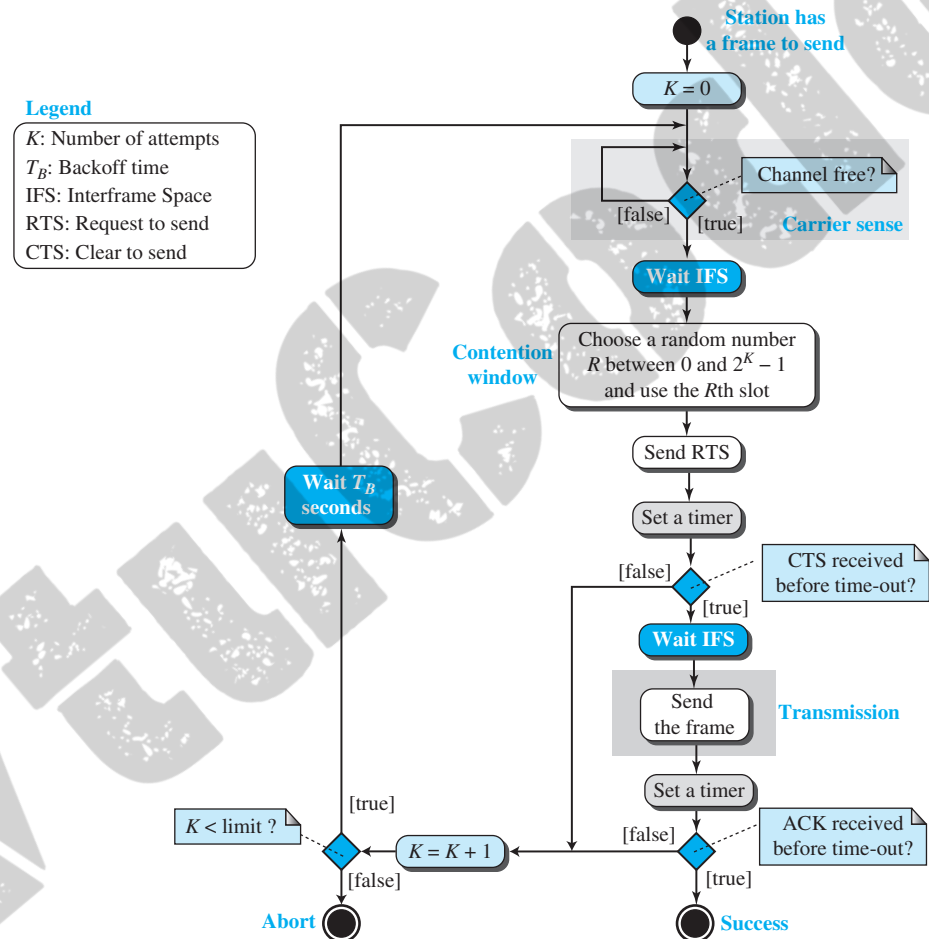 Station has
a frame to send
K = 0
Legend
K: Number of attempts
T_B: Backoff time
IFS: Interframe Space
RTS: Request to send
CTS: Clear to send
Channel free?
[false]
[true]
Carrier sense
Wait IFS
Contention
window
Choose a random number
R between 0 and 2^K – 1
and use the Rth slot
Send RTS
Wait T_B
seconds
Set a timer
[false]
CTS received
before time-out?
[true]
Wait IFS
Send
the frame
Transmission
Set a timer
[true]
K < limit ?
[false]
ACK received
before time-out?
K = K + 1
[false]
[true]
Abort
Success